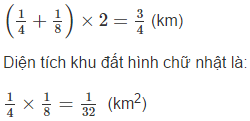 (1/4 + 1/8) × 2 = 3/4 (km)
Diện tích khu đất hình chữ nhật là:
1/4 × 1/8 = 1/32 (km²)